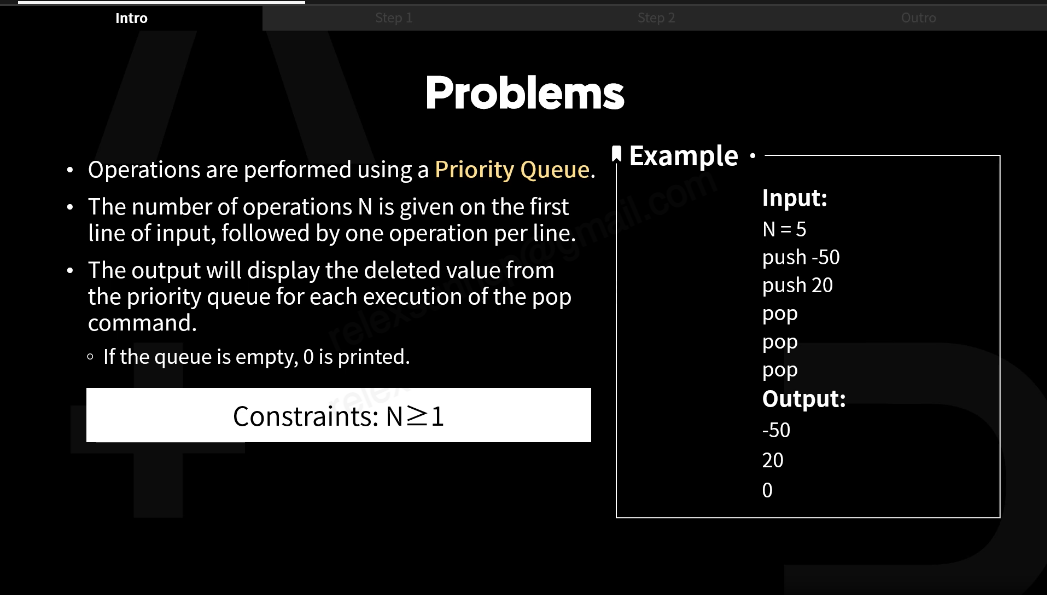 Intro
Step 1
Step 2
Outro
Problems
• Operations are performed using a Priority Queue.
• The number of operations N is given on the first
line of input, followed by one operation per line.
• The output will display the deleted value from
the priority queue for each execution of the pop
command.
◦ If the queue is empty, 0 is printed.
Constraints: N≥1
Example
Input:
N = 5
push -50
push 20
pop
pop
pop
Output:
-50
20
0